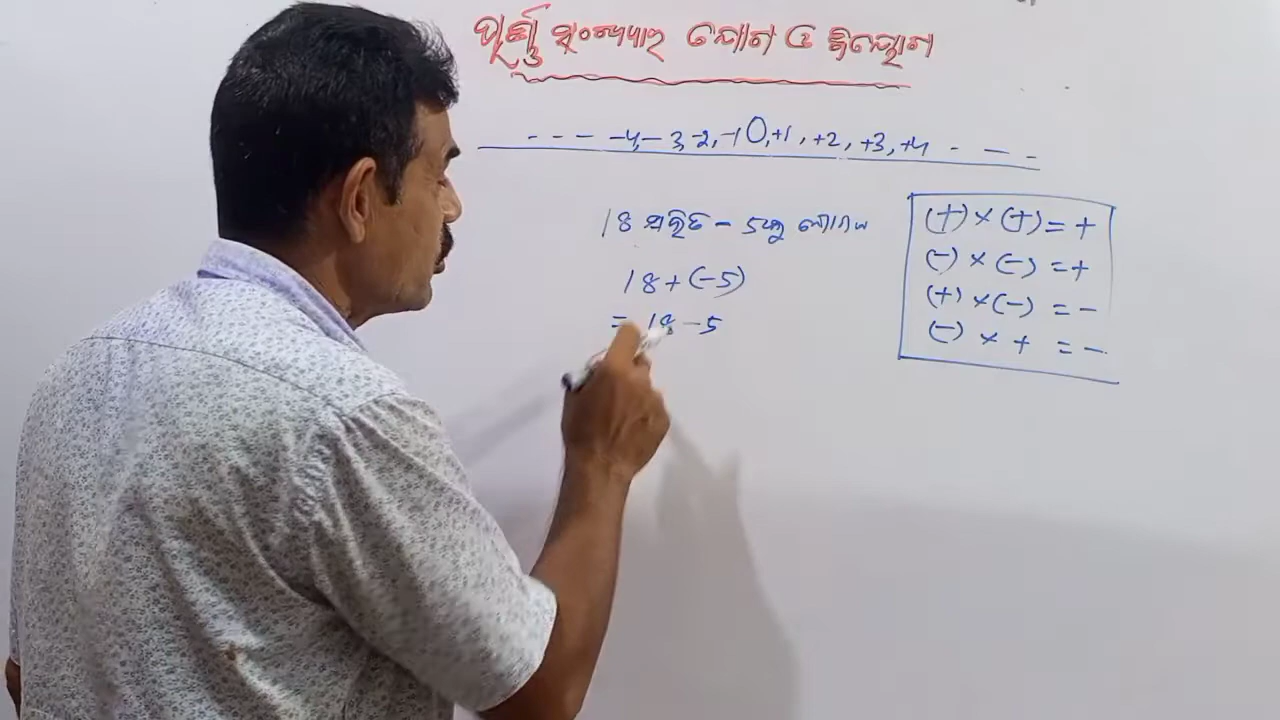 ପୂର୍ଣ୍ଣ ସଂଖ୍ୟାର ଯୋଗ ଓ ବିୟୋଗ
- - - -4, -3, -2, -1 0, +1, +2, +3, +4 - - -
18 ସହିତ -5କୁ
18 + (-5)
= 18 - 5
(+) × (+) = +
(-) × (-) = +
(+) × (-) = -
(-) × + = -